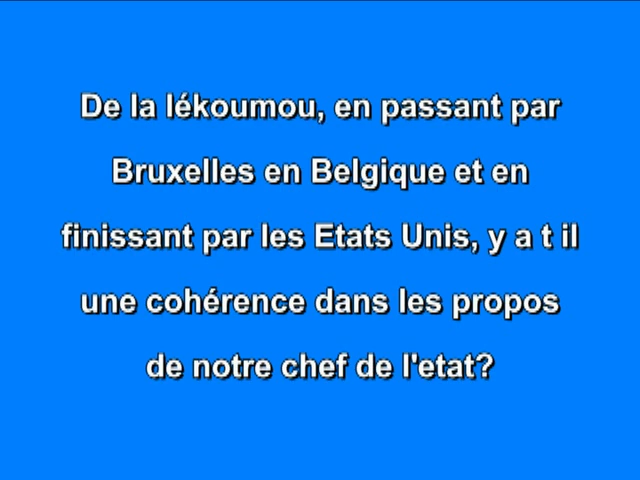 De la lékoumou, en passant par
Bruxelles en Belgique et en
finissant par les Etats Unis, y a t il
une cohérence dans les propos
de notre chef de l'etat?